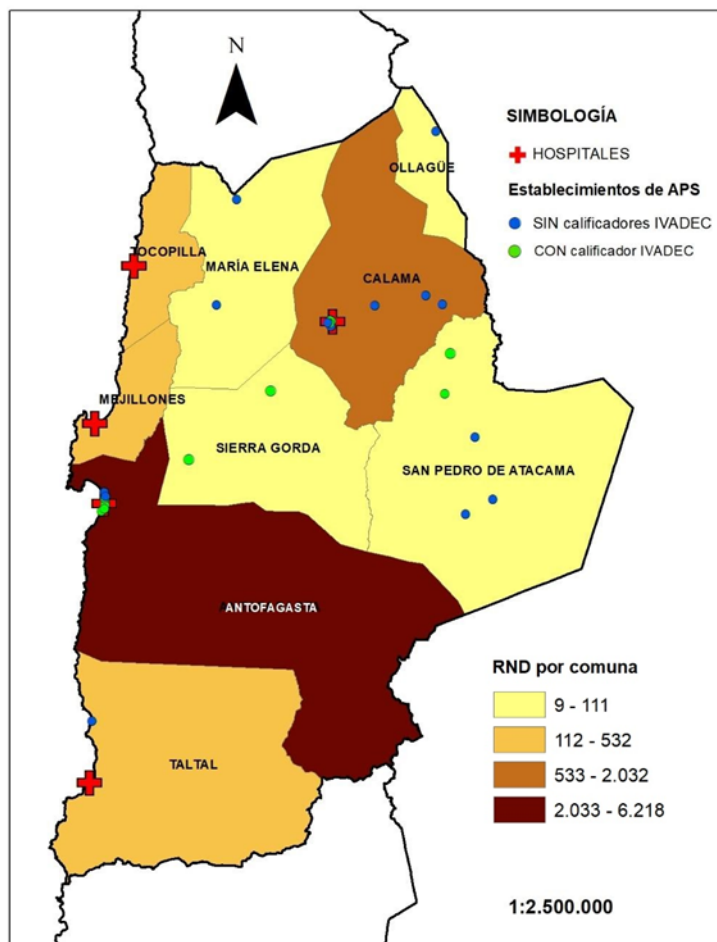 N
SIMBOLOGÍA
HOSPITALES
Establecimientos de APS
SIN calificadores IVADEC
CON calificador IVADEC
OLLAGÜE
TOCOPILLA
MARÍA ELENA
CALAMA
MEJILLONES
SIERRA GORDA
SAN PEDRO DE ATACAMA
ANTOFAGASTA
TALTAL
RND por comuna
9 - 111
112 - 532
533 - 2.032
2.033 - 6.218
1:2.500.000